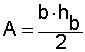 A = b·h_b / 2